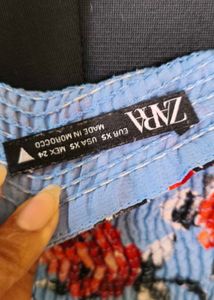 ZARA
EUR XS USA XS MEX 24
MADE IN MOROCCO